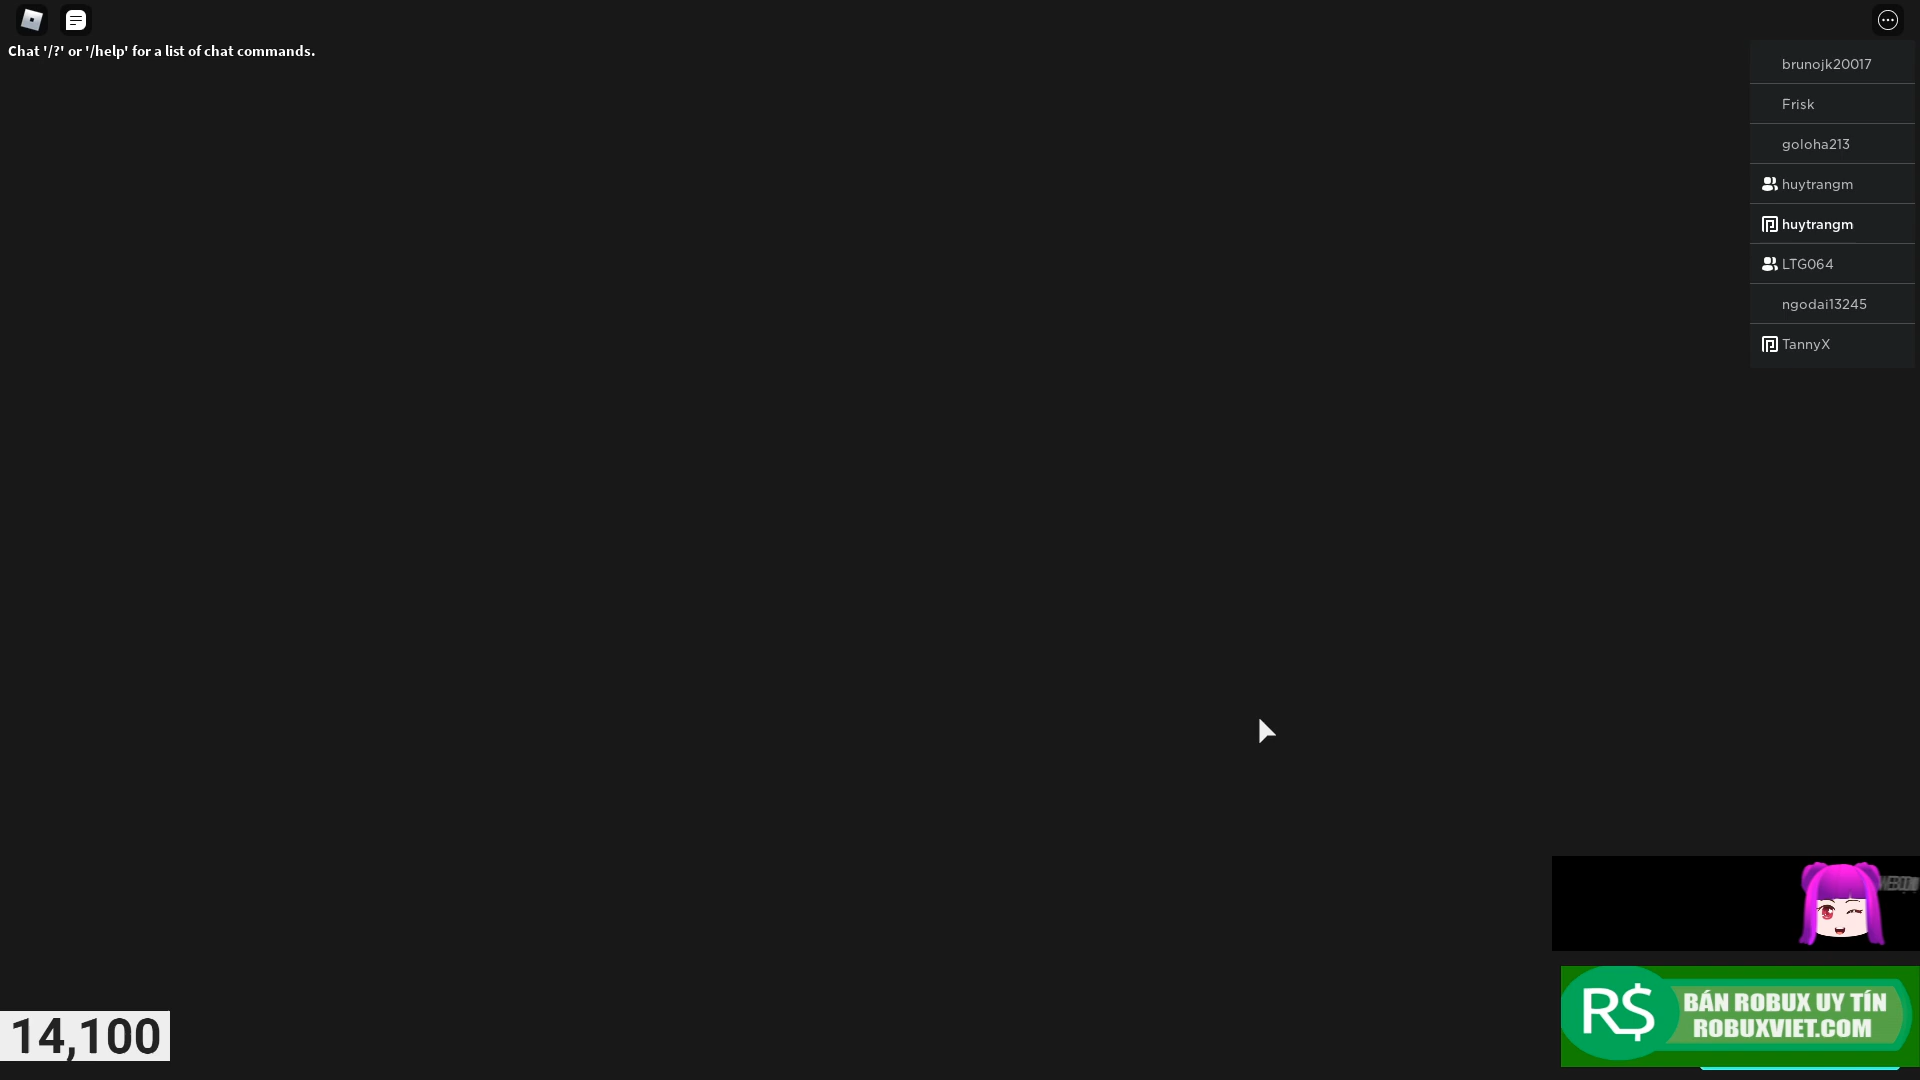 Chat '/?' or '/help' for a list of chat commands.
brunojk20017
Frisk
goloha213
huytrangm
huytrangm
LTG064
ngodai13245
TannyX
R$
BÁN ROBUX UY TÍN
ROBUXVIET.COM
14,100